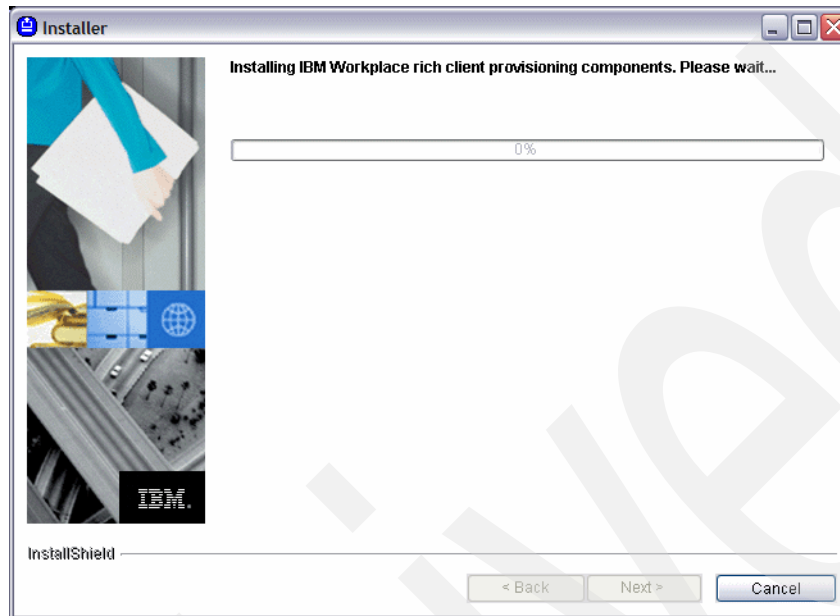 Installer
Installing IBM Workplace rich client provisioning components. Please wait...
0%
IBM.
InstallShield
< Back Next > Cancel